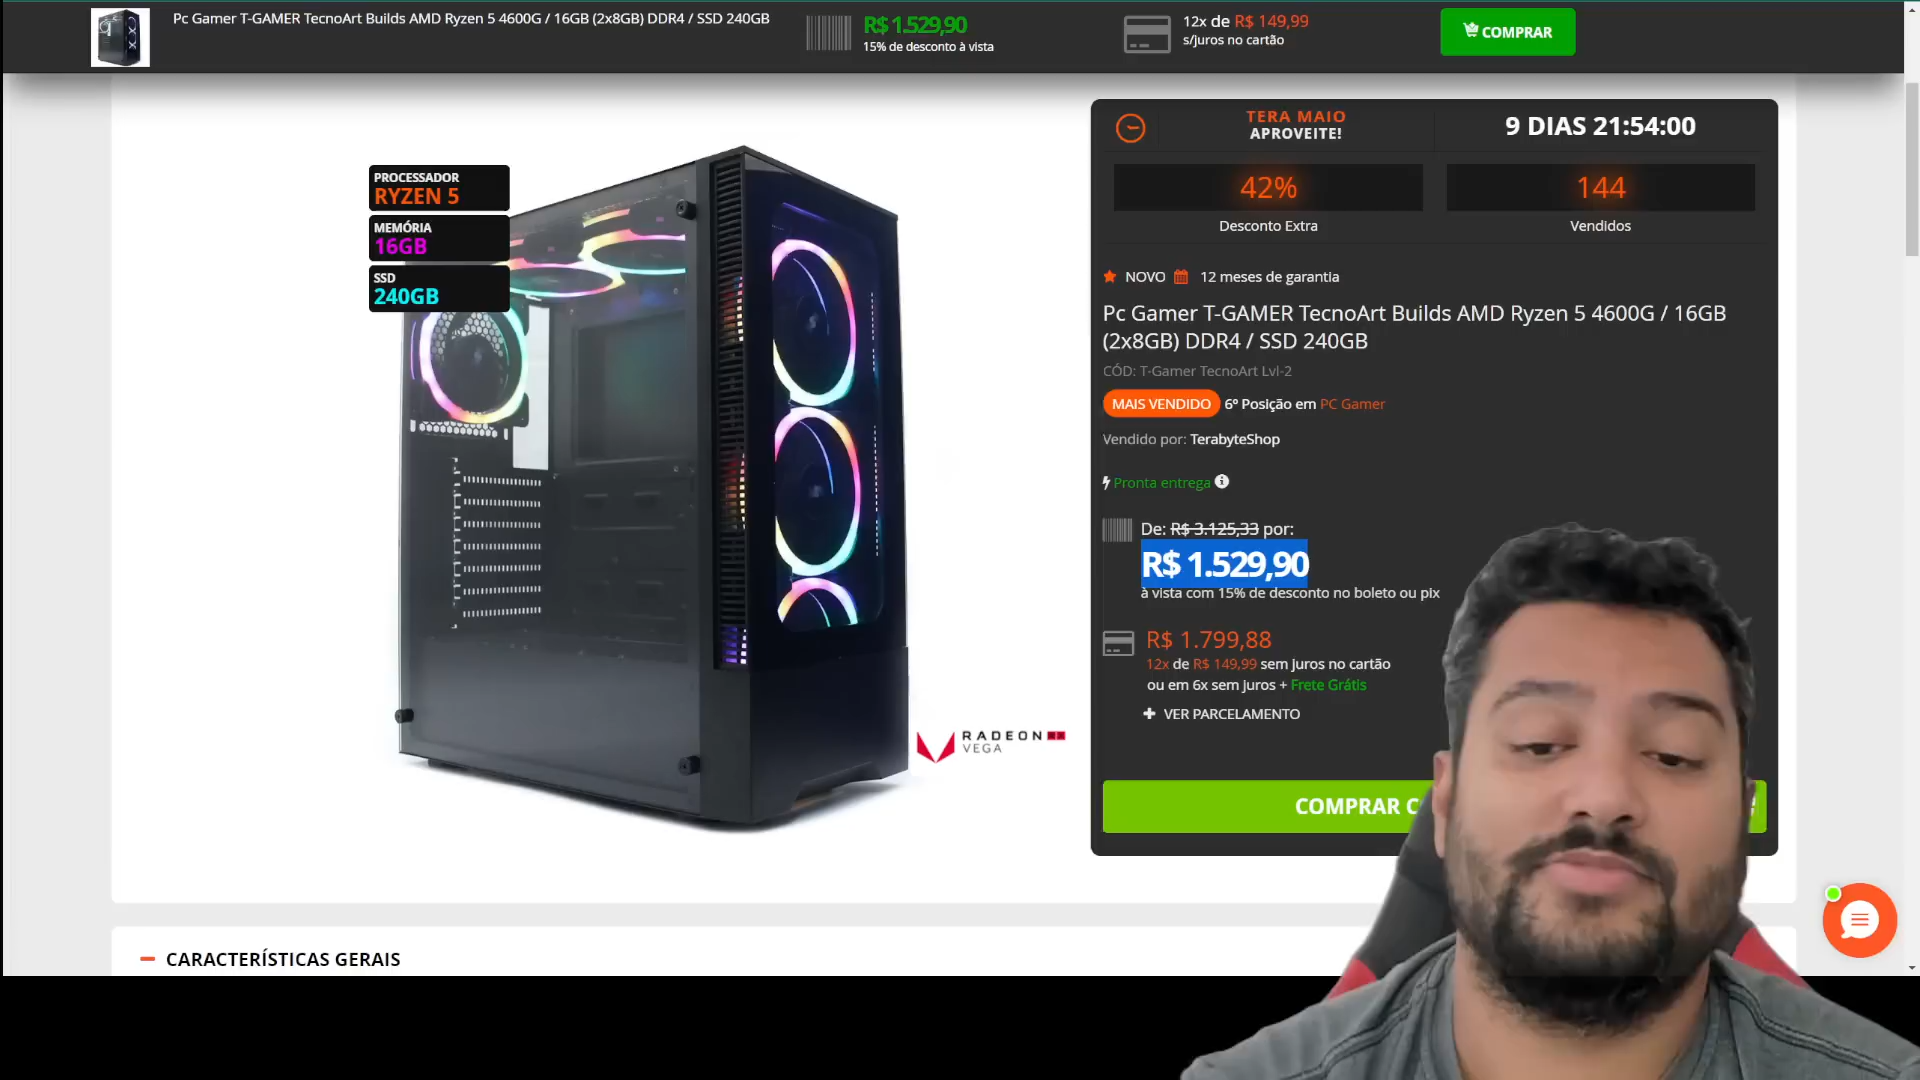 Pc Gamer T-GAMER TecnoArt Builds AMD Ryzen 5 4600G / 16GB (2x8GB) DDR4 / SSD 240GB
R$ 1.529,90
15% de desconto à vista
12x de R$ 149,99
s/juros no cartão
COMPRAR
PROCESSADOR
RYZEN 5
MEMÓRIA
16GB
SSD
240GB
RADEON
VEGA
TERA MAIO
APROVEITE!
9 DIAS 21:54:00
42%
Desconto Extra
144
Vendidos
NOVO 12 meses de garantia
Pc Gamer T-GAMER TecnoArt Builds AMD Ryzen 5 4600G / 16GB
(2x8GB) DDR4 / SSD 240GB
CÓD: T-Gamer TecnoArt Lvl-2
MAIS VENDIDO 6º Posição em PC Gamer
Vendido por: TerabyteShop
Pronta entrega
De: R$ 3.125,33 por:
R$ 1.529,90
à vista com 15% de desconto no boleto ou pix
R$ 1.799,88
12x de R$ 149,99 sem juros no cartão
ou em 6x sem juros + Frete Grátis
VER PARCELAMENTO
COMPRAR
CARACTERÍSTICAS GERAIS